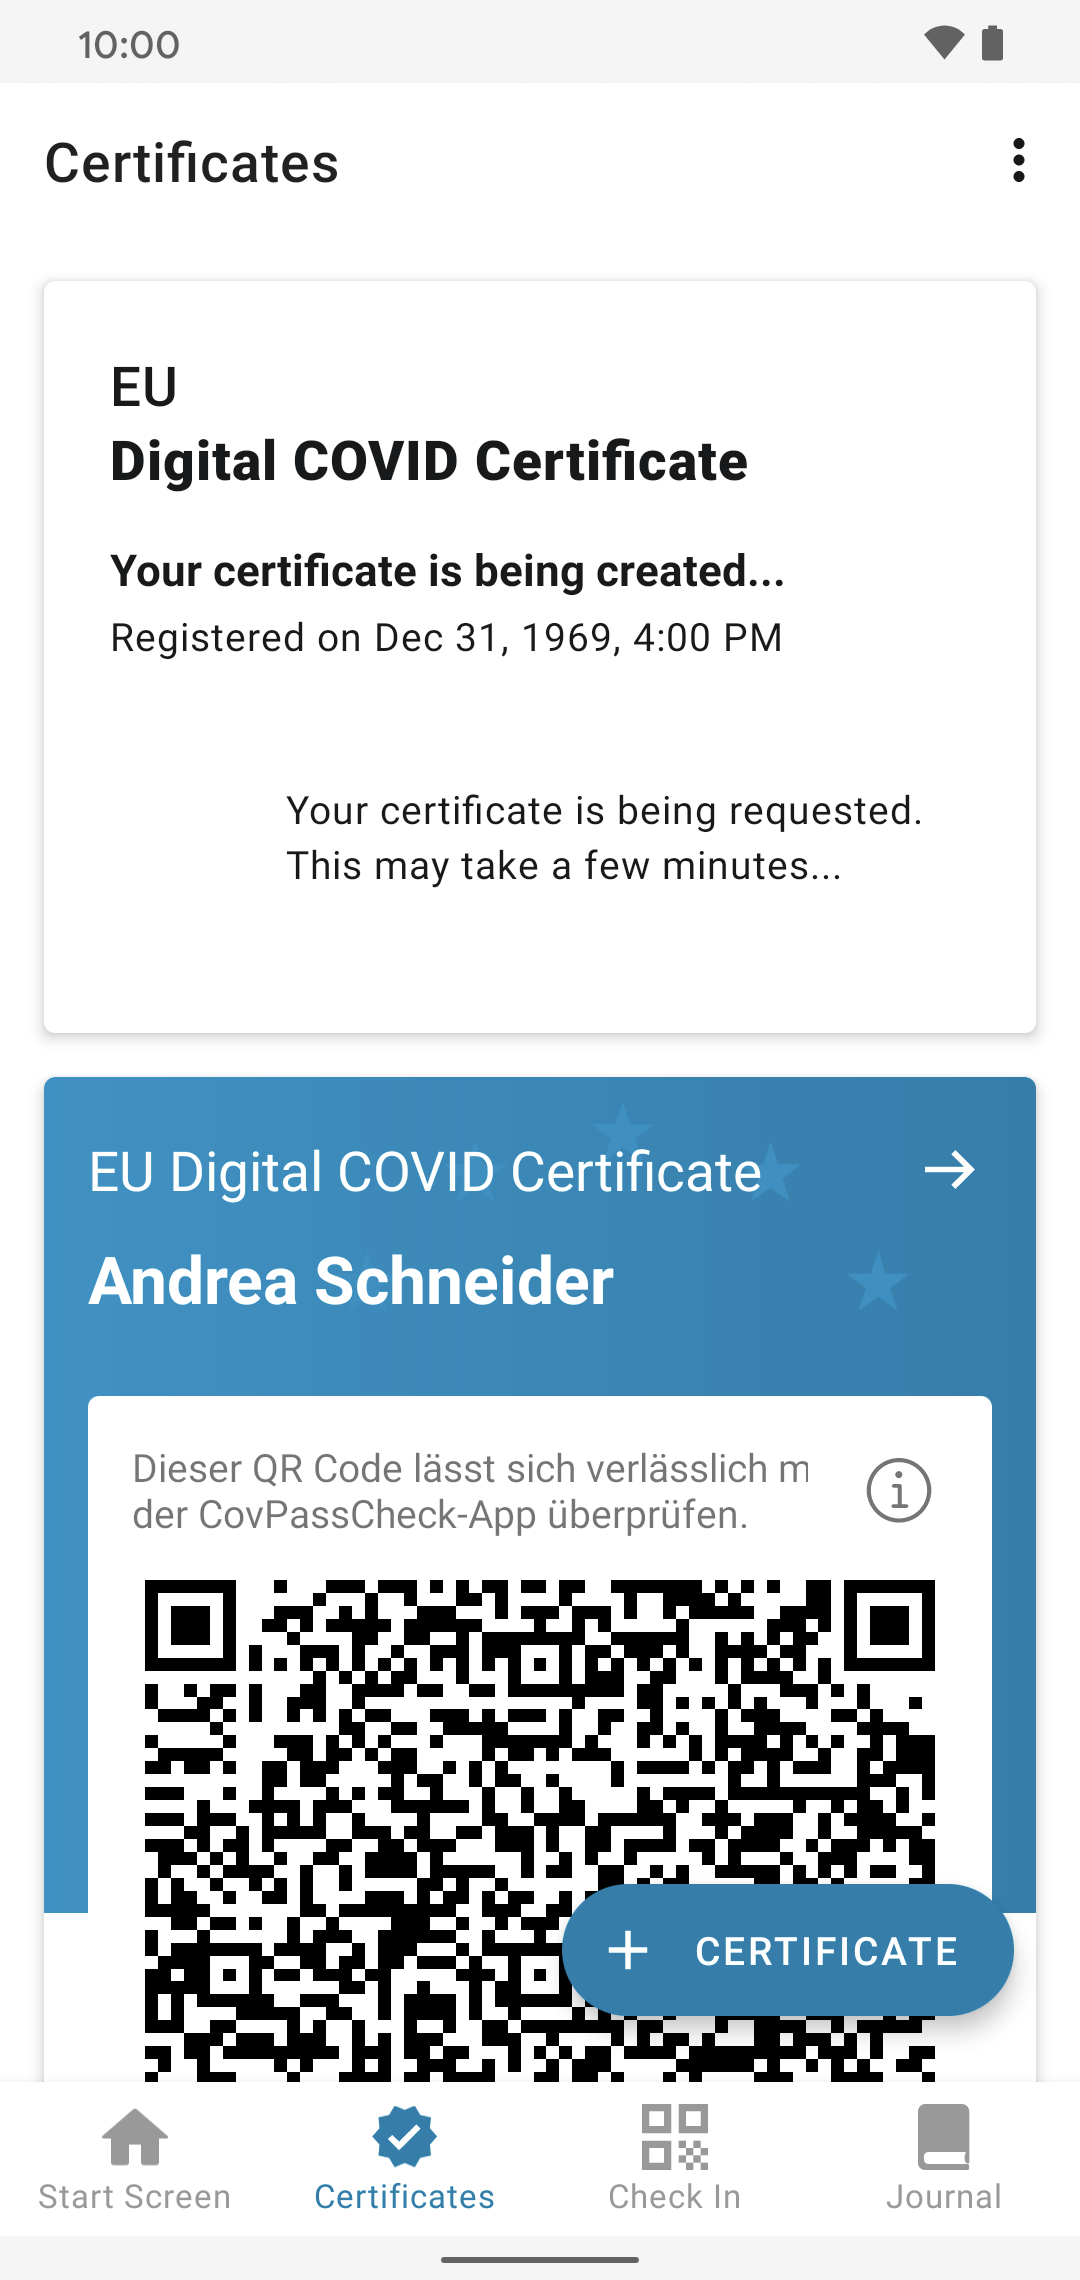 10:00
Certificates
EU
Digital COVID Certificate
Your certificate is being created...
Registered on Dec 31, 1969, 4:00 PM
Your certificate is being requested.
This may take a few minutes...
EU Digital COVID Certificate
Andrea Schneider
Dieser QR Code lässt sich verlässlich m
der CovPassCheck-App überprüfen.
CERTIFICATE
Start Screen
Certificates
Check In
Journal